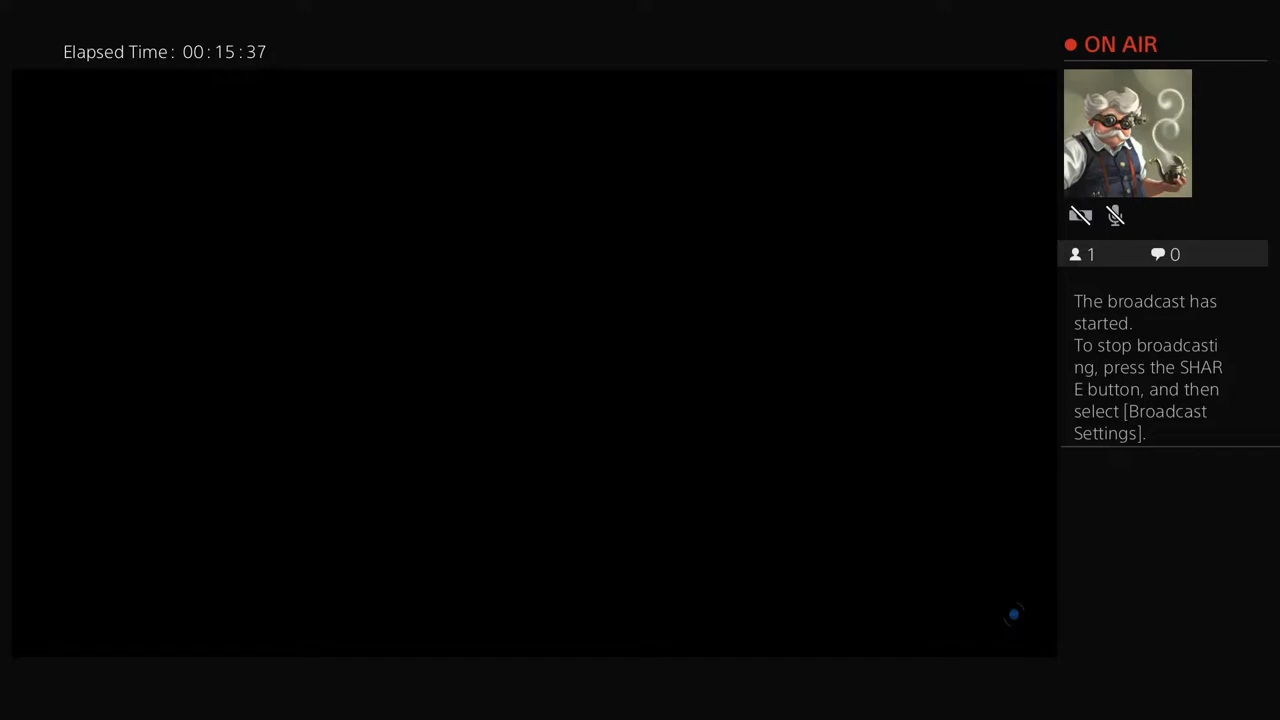 Elapsed Time: 00:15:37
ON AIR
1 0
The broadcast has
started.
To stop broadcasti
ng, press the SHAR
E button, and then
select [Broadcast
Settings].